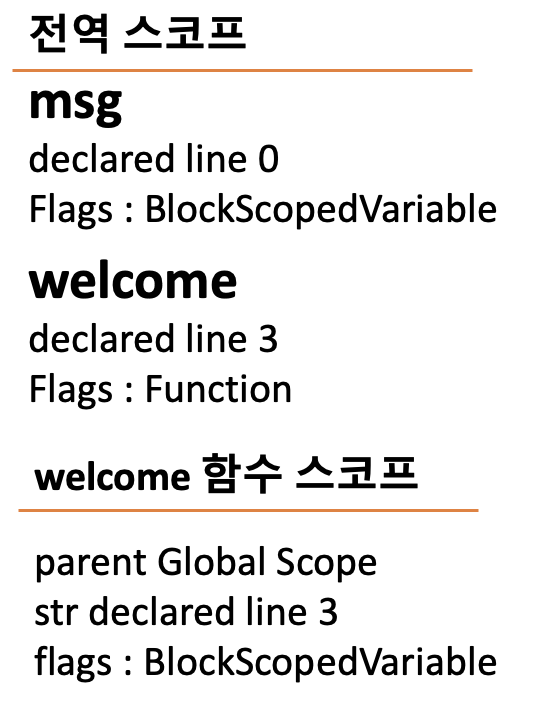 전역 스코프
msg
declared line 0
Flags : BlockScopedVariable
welcome
declared line 3
Flags : Function
welcome 함수 스코프
parent Global Scope
str declared line 3
flags : BlockScopedVariable